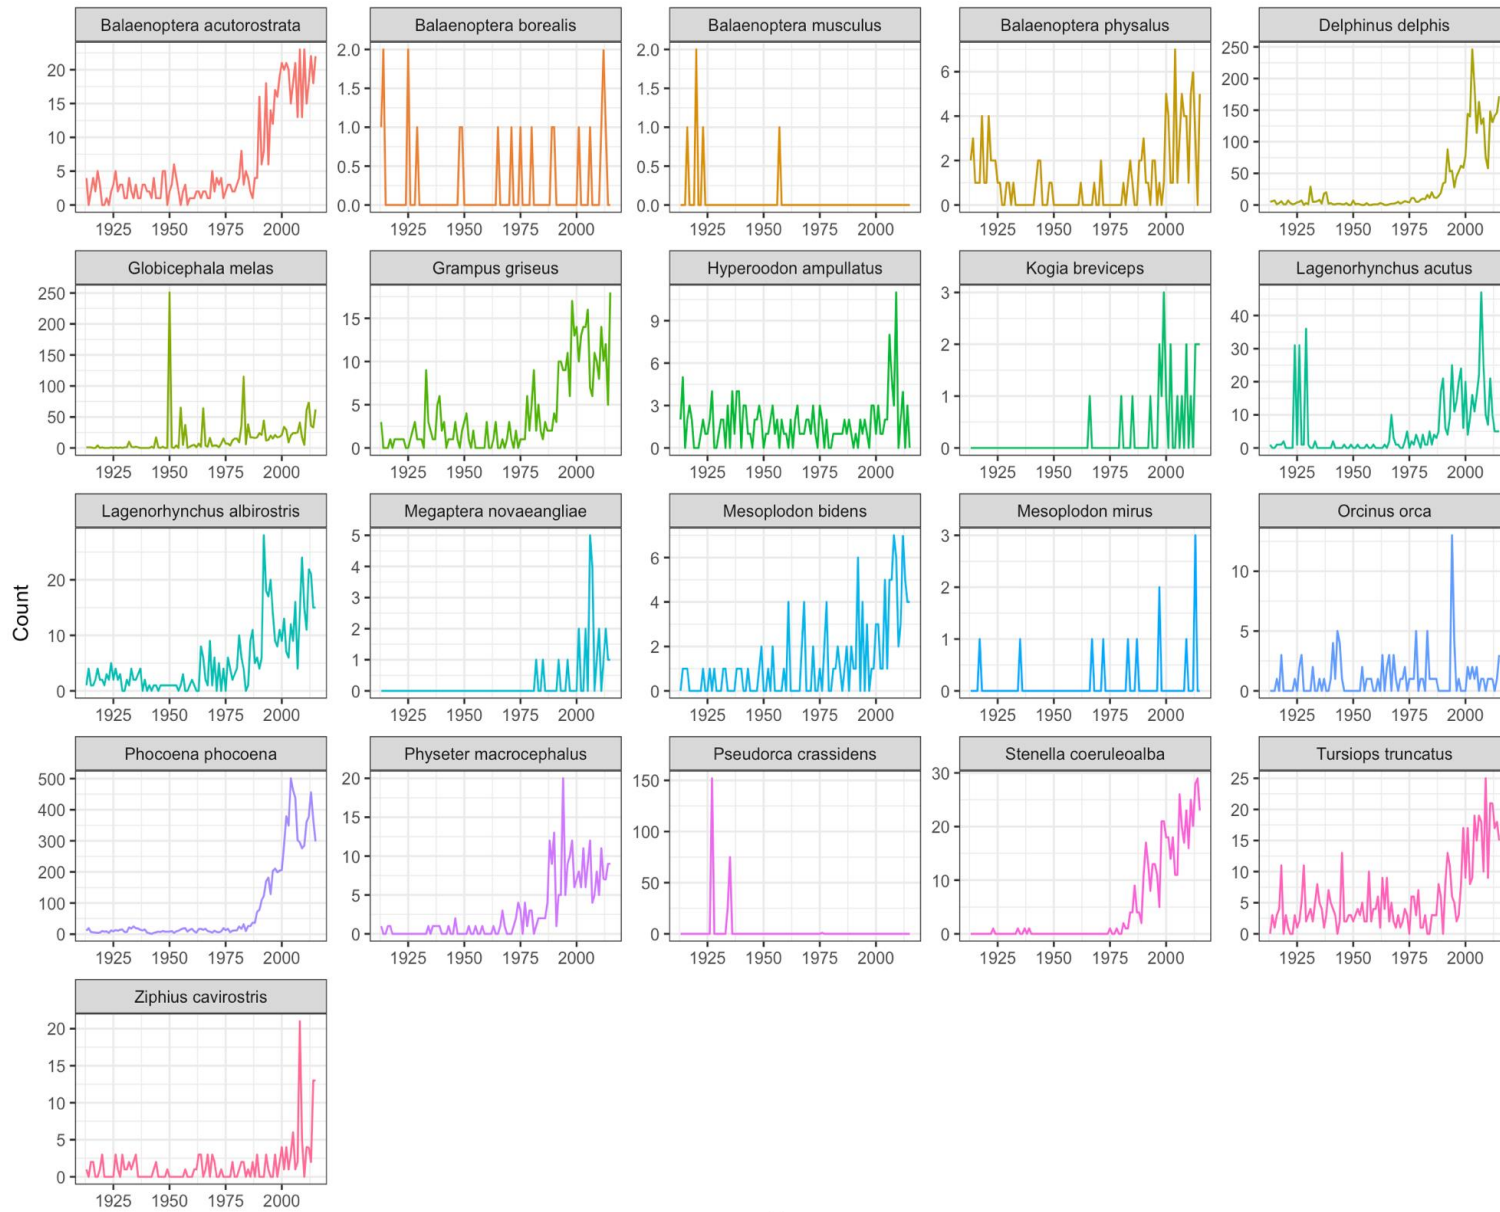 Balaenoptera acutorostrata
Balaenoptera borealis
Balaenoptera musculus
Balaenoptera physalus
Delphinus delphis
20
15
10
5
0
1925 1950 1975 2000
2.0
1.5
1.0
0.5
0.0
1925 1950 1975 2000
2.0
1.5
1.0
0.5
0.0
1925 1950 1975 2000
6
4
2
0
1925 1950 1975 2000
250
200
150
100
50
0
1925 1950 1975 2000
Globicephala melas
Grampus griseus
Hyperoodon ampullatus
Kogia breviceps
Lagenorhynchus acutus
250
200
150
100
50
0
1925 1950 1975 2000
15
10
5
0
1925 1950 1975 2000
9
6
3
0
1925 1950 1975 2000
3
2
1
0
1925 1950 1975 2000
40
30
20
10
0
1925 1950 1975 2000
Count
Lagenorhynchus albirostris
Megaptera novaeangliae
Mesoplodon bidens
Mesoplodon mirus
Orcinus orca
20
10
0
1925 1950 1975 2000
5
4
3
2
1
0
1925 1950 1975 2000
6
4
2
0
1925 1950 1975 2000
3
2
1
0
1925 1950 1975 2000
10
5
0
1925 1950 1975 2000
Phocoena phocoena
Physeter macrocephalus
Pseudorca crassidens
Stenella coeruleoalba
Tursiops truncatus
500
400
300
200
100
0
1925 1950 1975 2000
20
15
10
5
0
1925 1950 1975 2000
150
100
50
0
1925 1950 1975 2000
30
20
10
0
1925 1950 1975 2000
25
20
15
10
5
0
1925 1950 1975 2000
Ziphius cavirostris
20
15
10
5
0
1925 1950 1975 2000